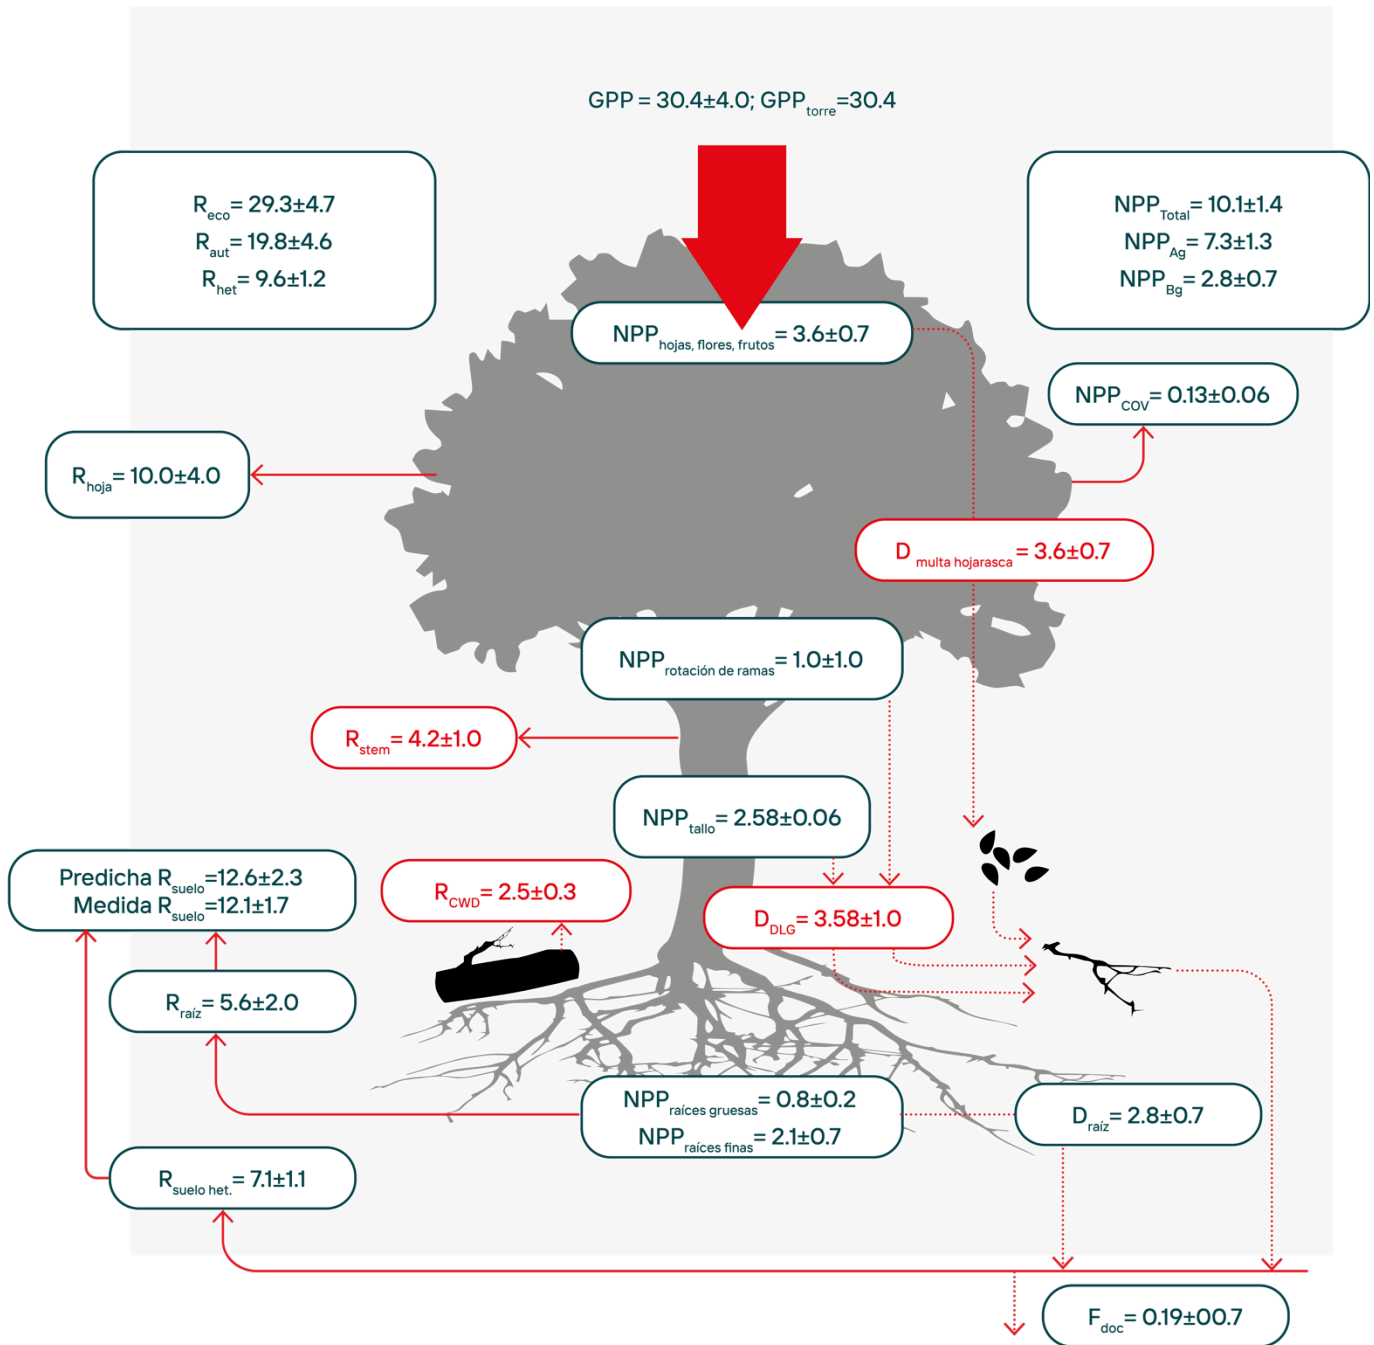 GPP = 30.4±4.0; GPP torre=30.4
R eco= 29.3±4.7
R aut= 19.8±4.6
R het= 9.6±1.2
NPP Total= 10.1±1.4
NPP Ag= 7.3±1.3
NPP Bg= 2.8±0.7
NPP hojas, flores, frutos= 3.6±0.7
NPP COV= 0.13±0.06
R hoja= 10.0±4.0
D multa hojarasca= 3.6±0.7
NPP rotación de ramas= 1.0±1.0
R stem= 4.2±1.0
NPP tallo= 2.58±0.06
Predicha R suelo=12.6±2.3
Medida R suelo=12.1±1.7
R CWD= 2.5±0.3
D DLG= 3.58±1.0
R raíz= 5.6±2.0
NPP raíces gruesas= 0.8±0.2
NPP raíces finas= 2.1±0.7
D raíz= 2.8±0.7
R suelo het.= 7.1±1.1
F doc= 0.19±00.7